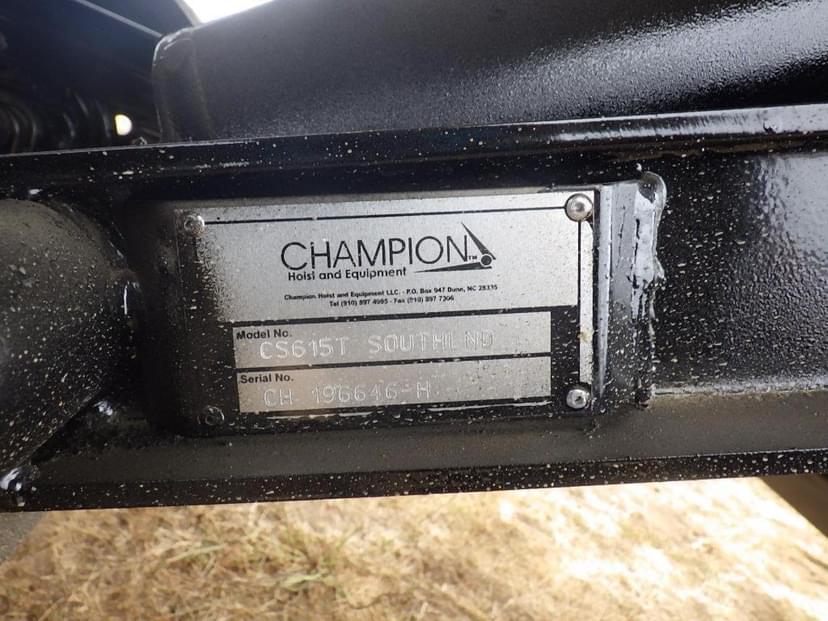 CHAMPION™
Hoist and Equipment
Champion Hoist and Equipment LLC. - P.O. Box 947 Dunn, NC 28335
Tel (910) 897 4995 - Fax (910) 897 7306
Model No.
CS615T SOUTHLND
Serial No.
CH 196646-H